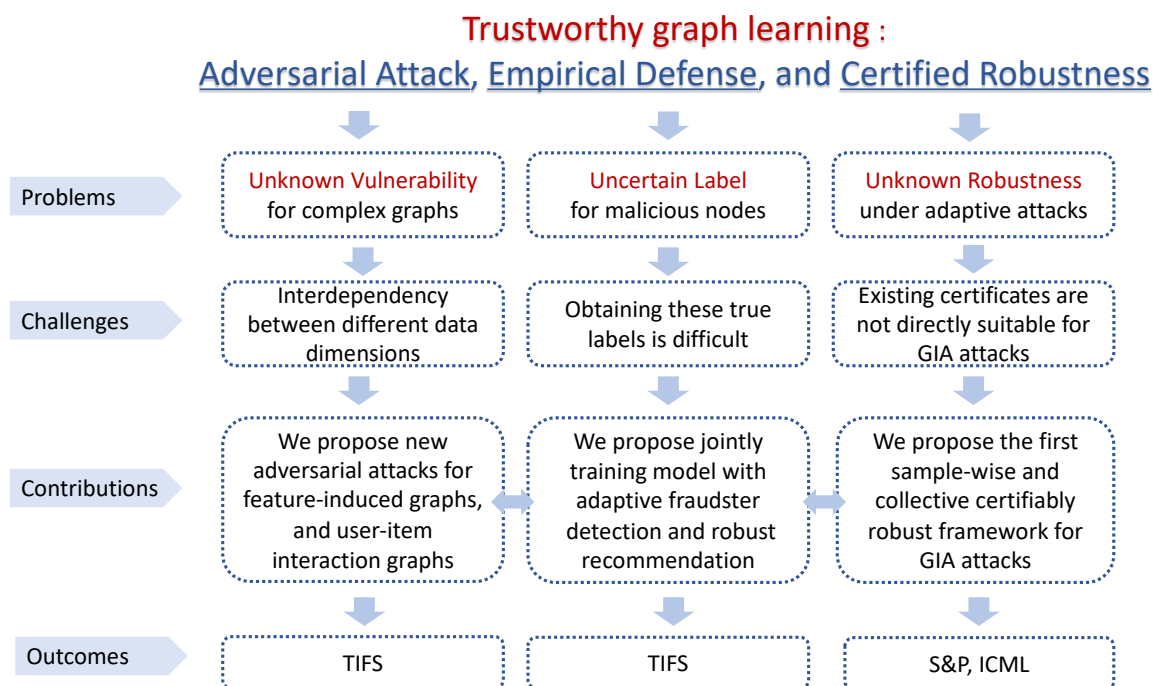 Trustworthy graph learning :
Adversarial Attack, Empirical Defense, and Certified Robustness
Problems
Unknown Vulnerability
for complex graphs
Uncertain Label
for malicious nodes
Unknown Robustness
under adaptive attacks
Challenges
Interdependency
between different data
dimensions
Obtaining these true
labels is difficult
Existing certificates are
not directly suitable for
GIA attacks
Contributions
We propose new
adversarial attacks for
feature-induced graphs,
and user-item
interaction graphs
We propose jointly
training model with
adaptive fraudster
detection and robust
recommendation
We propose the first
sample-wise and
collective certifiably
robust framework for
GIA attacks
Outcomes
TIFS
TIFS
S&P, ICML